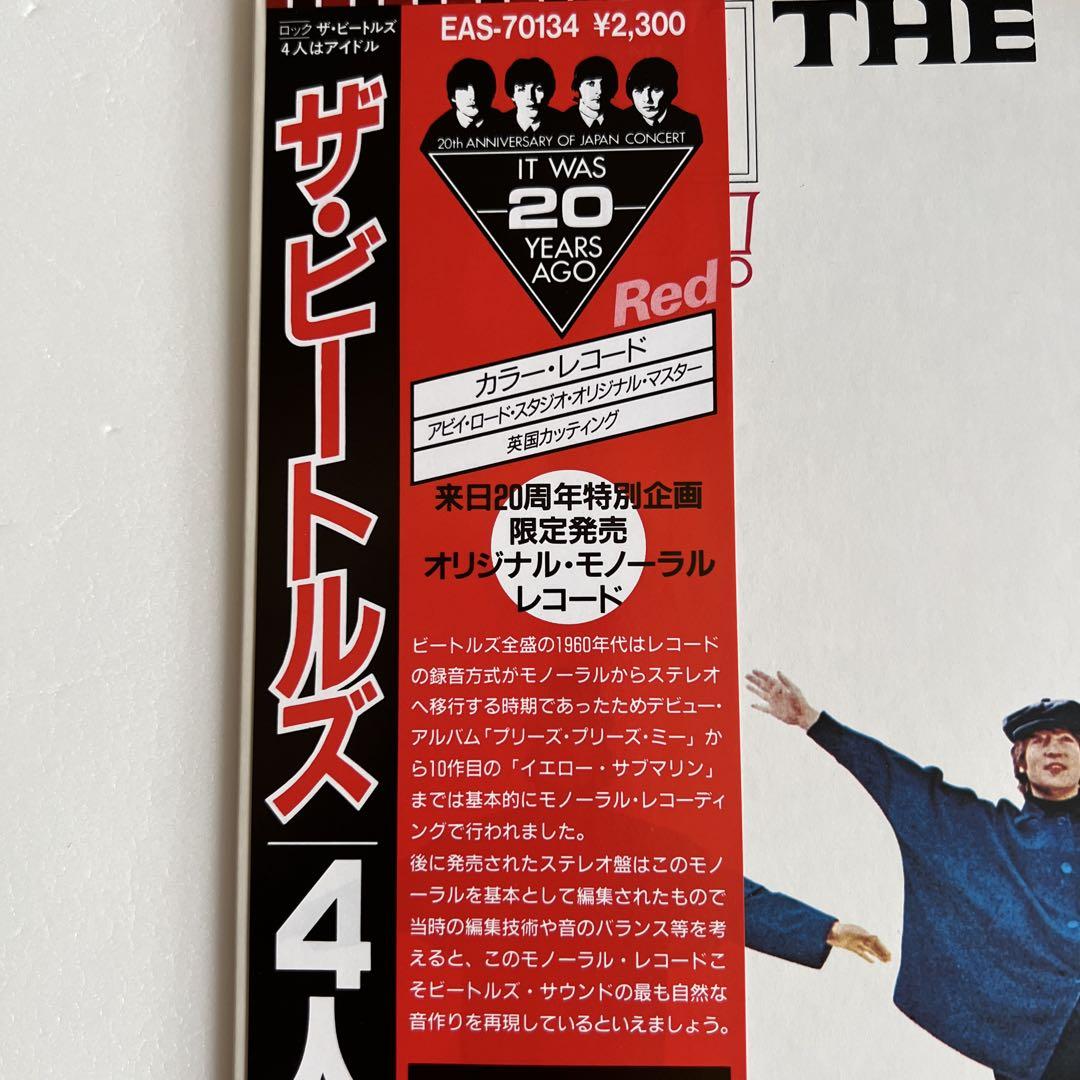 ロック ザ・ビートルズ
4人はアイドル
ザ・ビートルズ
4人
EAS-70134 ¥2,300
20th ANNIVERSARY OF JAPAN CONCERT
IT WAS
20
YEARS
AGO
Red
カラー・レコード
アビイ・ロード・スタジオ・オリジナル・マスター
英国カッティング
来日20周年特別企画
限定発売
オリジナル・モノーラル
レコード
ビートルズ全盛の1960年代はレコード
の録音方式がモノーラルからステレオ
へ移行する時期であったためデビュー・
アルバム「プリーズ・プリーズ・ミー」か
ら10作目の「イエロー・サブマリン」
までは基本的にモノーラル・レコーディ
ングで行われました。
後に発売されたステレオ盤はこのモノ
ーラルを基本として編集されたもので
当時の編集技術や音のバランス等を考
えると、このモノーラル・レコードこ
そビートルズ・サウンドの最も自然な
音作りを再現しているといえましょう。
THE
!